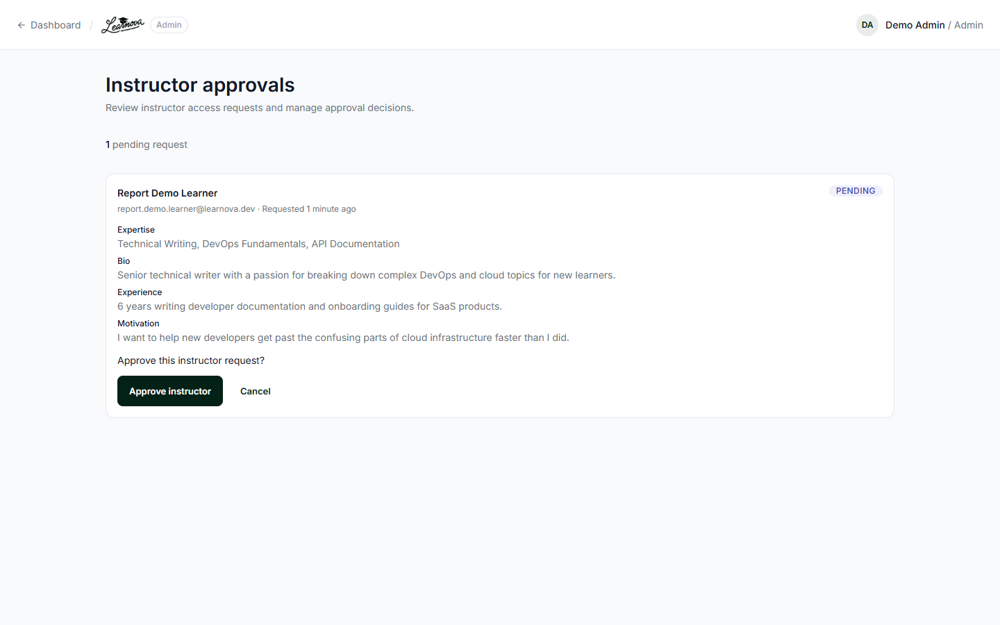 Dashboard / Learnova Admin
DA Demo Admin / Admin
Instructor approvals
Review instructor access requests and manage approval decisions.
1 pending request
Report Demo Learner
PENDING
report.demo.learner@learnova.dev · Requested 1 minute ago
Expertise
Technical Writing, DevOps Fundamentals, API Documentation
Bio
Senior technical writer with a passion for breaking down complex DevOps and cloud topics for new learners.
Experience
6 years writing developer documentation and onboarding guides for SaaS products.
Motivation
I want to help new developers get past the confusing parts of cloud infrastructure faster than I did.
Approve this instructor request?
Approve instructor
Cancel